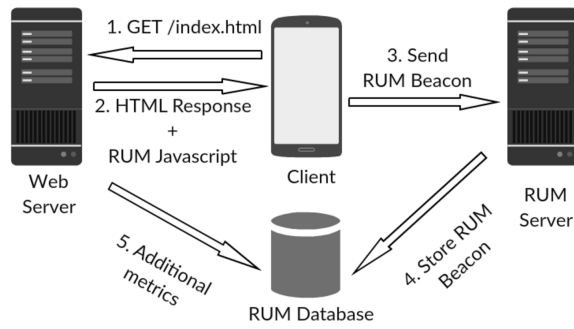 1. GET /index.html
2. HTML Response
+
RUM Javascript
3. Send
RUM Beacon
Web
Server
Client
RUM
Server
4. Store RUM
Beacon
5. Additional
metrics
RUM Database